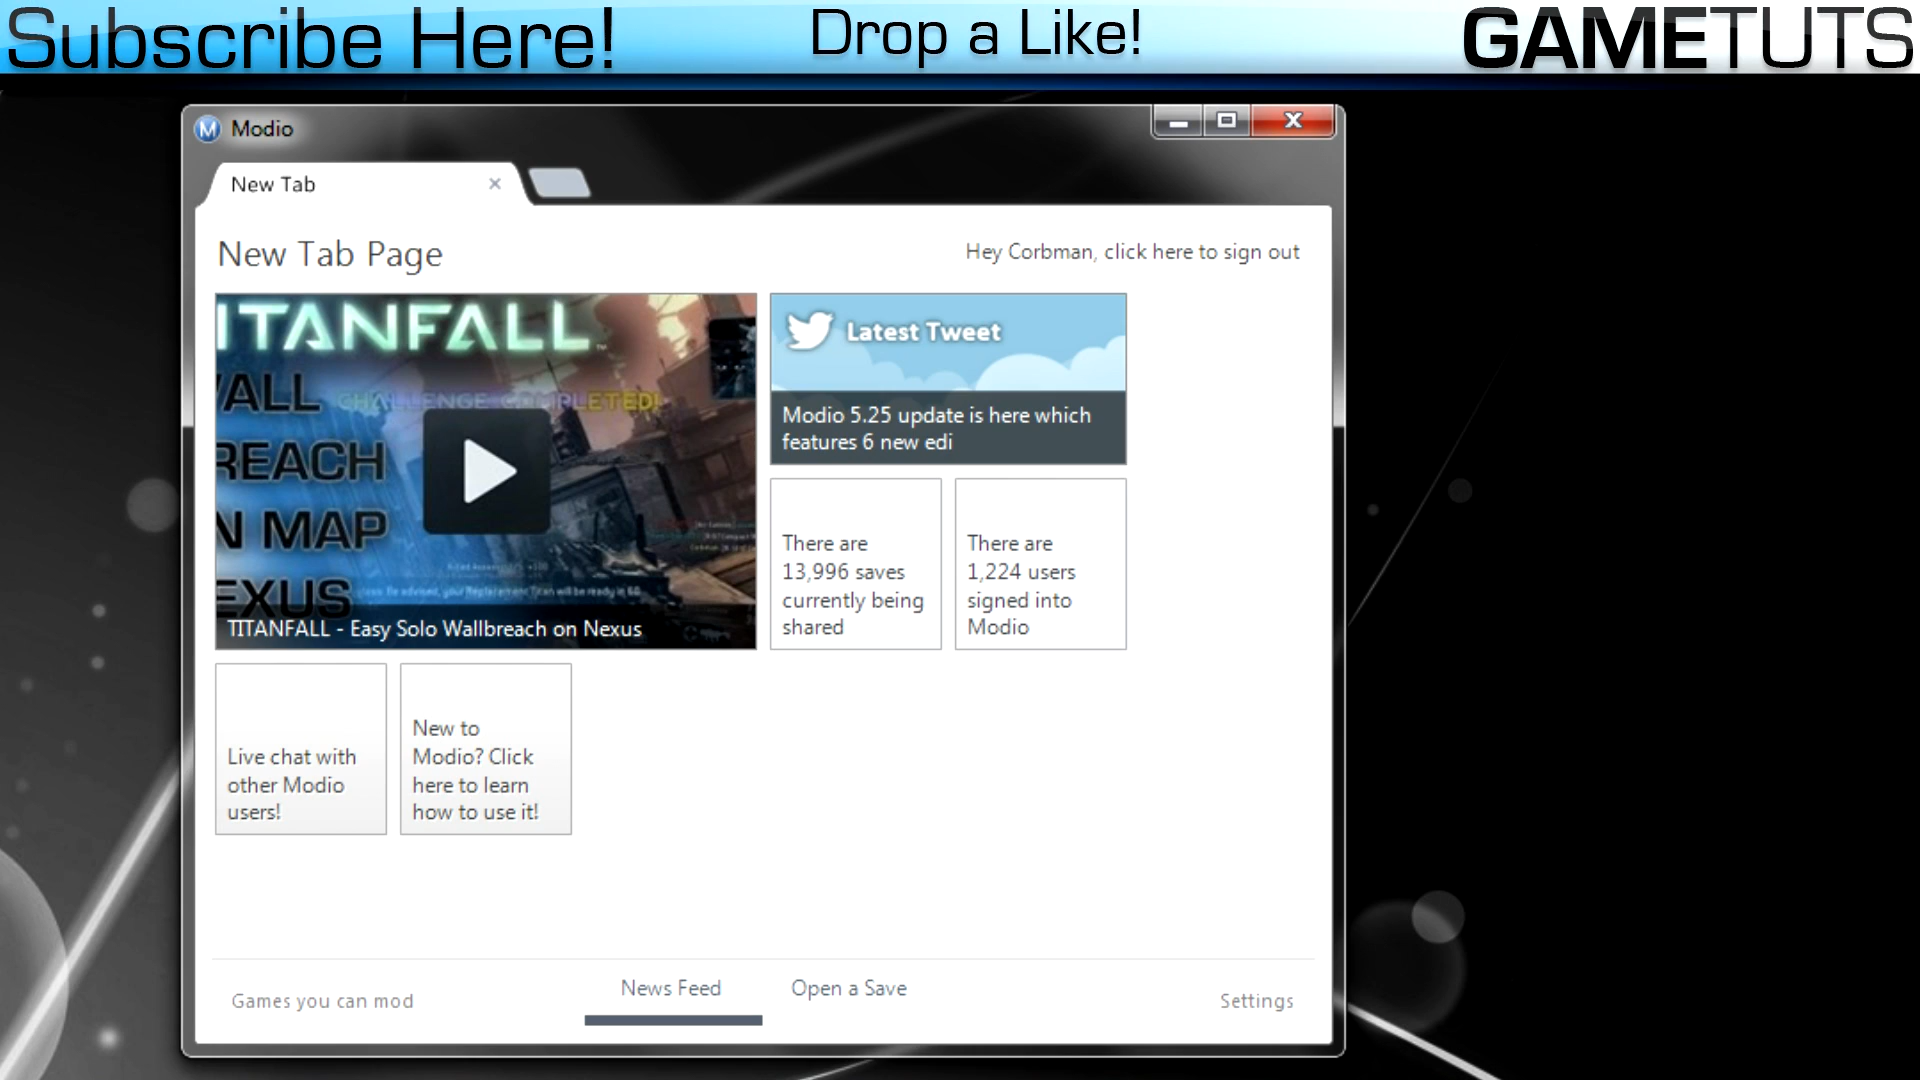 Subscribe Here!
Drop a Like!
GAMETUTS
Modio
New Tab
New Tab Page
Hey Corbman, click here to sign out
TITANFALL
WALL
CHALLENGE COMPLETED!
REACH
N MAP
EXUS
TITANFALL - Easy Solo Wallbreach on Nexus
Latest Tweet
Modio 5.25 update is here which
features 6 new edi
There are
13,996 saves
currently being
shared
There are
1,224 users
signed into
Modio
Live chat with
other Modio
users!
New to
Modio? Click
here to learn
how to use it!
Games you can mod
News Feed
Open a Save
Settings